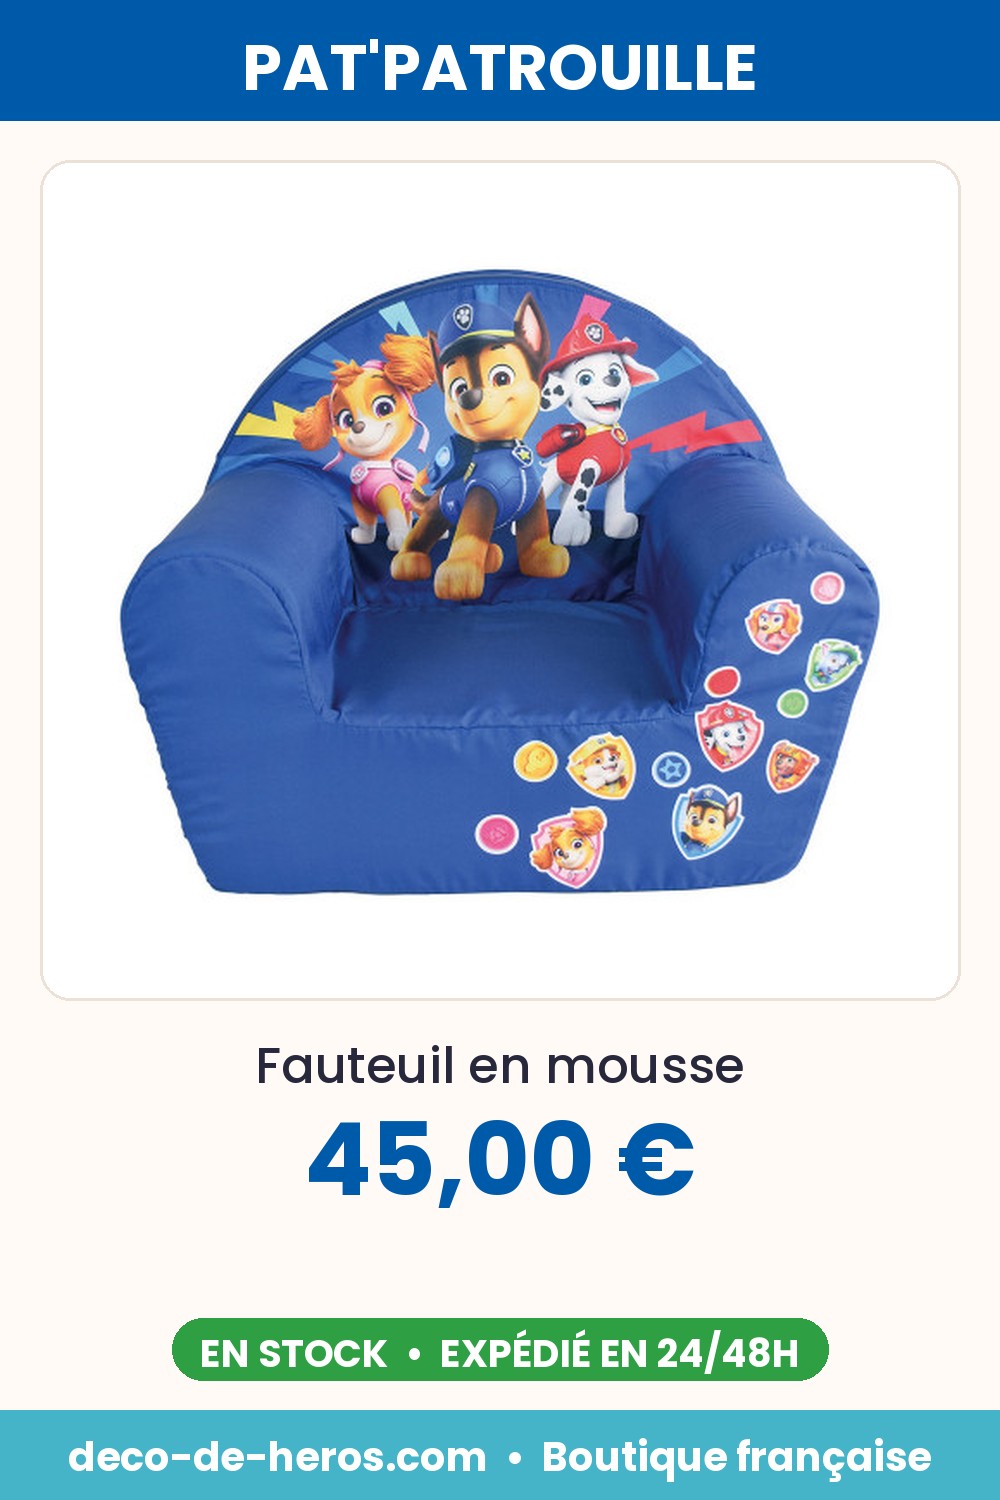 PAT'PATROUILLE
Fauteuil en mousse
45,00 €
EN STOCK • EXPÉDIÉ EN 24/48H
deco-de-heros.com • Boutique française